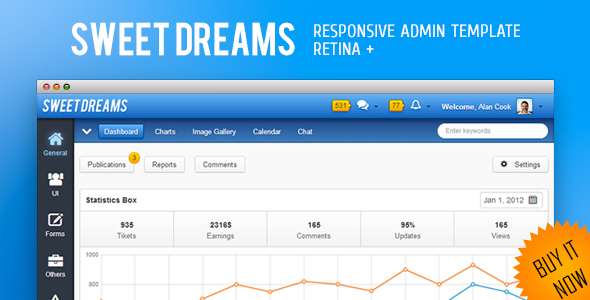 SWEET DREAMS
RESPONSIVE ADMIN TEMPLATE
RETINA +
SWEETDREAMS
531
77
Welcome, Alan Cook
General
Dashboard
Charts
Image Gallery
Calendar
Chat
Enter keywords
UI
Publications
3
Reports
Comments
Settings
Forms
Statistics Box
Jan 1, 2012
935
Tikets
2316$
Earnings
165
Comments
95%
Updates
165
Views
Others
1000
800
BUY IT
NOW